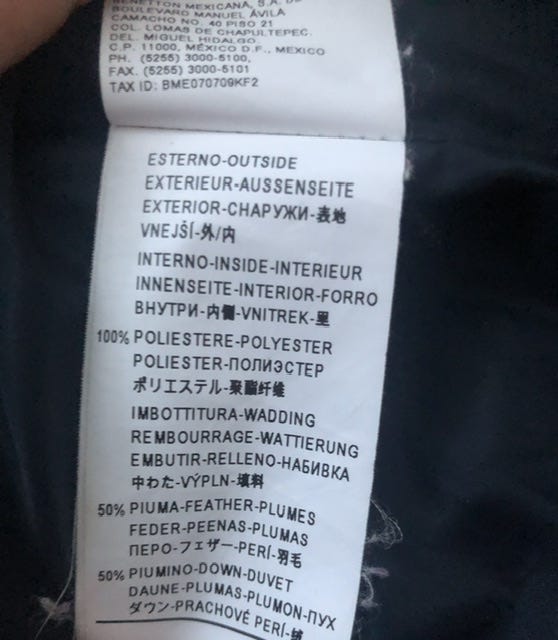 BENETTON MEXICANA, S.A. DE
BOULEVARD MANUEL ÁVILA
CAMACHO NO. 40 PISO 21
COL. LOMAS DE CHAPULTEPEC.
DEL. MIGUEL HIDALGO.
C.P. 11000, MÉXICO D.F., MEXICO
PH. (5255) 3000-5100,
FAX. (5255) 3000-5101
TAX ID: BME070709KF2
ESTERNO-OUTSIDE
EXTERIEUR-AUSSENSEITE
EXTERIOR-СНАРУЖИ-表地
VNEJŠÍ-外/内
INTERNO-INSIDE-INTERIEUR
INNENSEITE-INTERIOR-FORRO
ВНУТРИ-内側-VNITREK-里
100% POLIESTERE-POLYESTER
POLIESTER-ПОЛИЭСТЕР
ポリエステル-聚酯纤维
IMBOTTITURA-WADDING
REMBOURRAGE-WATTIERUNG
EMBUTIR-RELLENO-НАБИВКА
中わた-VÝPLN-填料
50% PIUMA-FEATHER-PLUMES
FEDER-PEENAS-PLUMAS
ПЕРО-フェザー-PERÍ-羽毛
50% PIUMINO-DOWN-DUVET
DAUNE-PLUMAS-PLUMON-ПУХ
ダウン-PRACHOVÉ PERÍ-绒